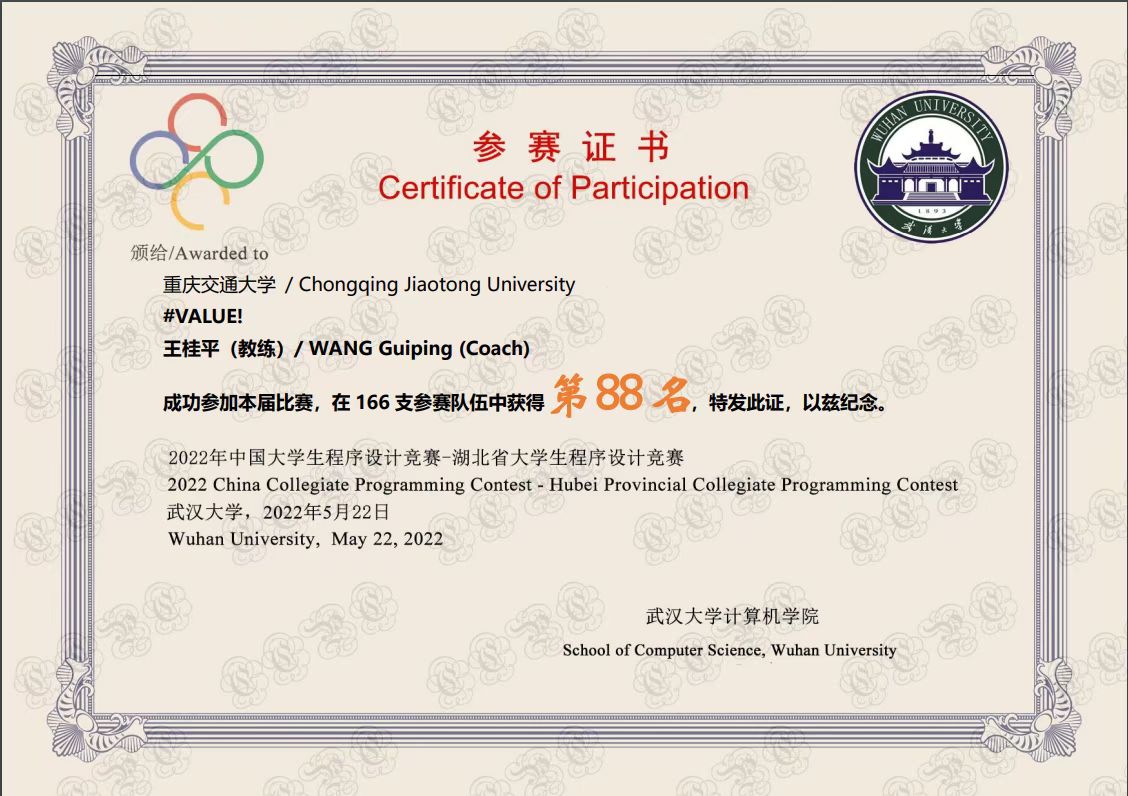 参赛证书
Certificate of Participation
WUHAN UNIVERSITY
1893
武汉大学
颁给/Awarded to
重庆交通大学 / Chongqing Jiaotong University
#VALUE!
王桂平（教练）/ WANG Guiping (Coach)
成功参加本届比赛，在 166 支参赛队伍中获得 第 88 名，特发此证，以兹纪念。
2022年中国大学生程序设计竞赛-湖北省大学生程序设计竞赛
2022 China Collegiate Programming Contest - Hubei Provincial Collegiate Programming Contest
武汉大学，2022年5月22日
Wuhan University, May 22, 2022
武汉大学计算机学院
School of Computer Science, Wuhan University